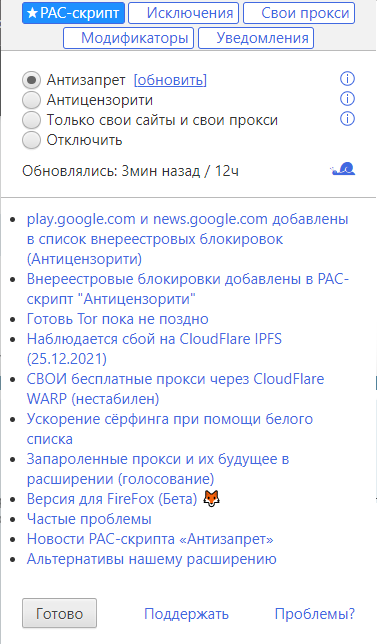 ★PAC-скрипт Исключения Свои прокси
Модификаторы Уведомления
Антизапрет [обновить]
Антицензорити
Только свои сайты и свои прокси
Отключить
Обновлялись: 3мин назад / 12ч
play.google.com и news.google.com добавлены
в список внереестровых блокировок
(Антицензорити)
Внереестровые блокировки добавлены в PAC-
скрипт "Антицензорити"
Готовь Tor пока не поздно
Наблюдается сбой на CloudFlare IPFS
(25.12.2021)
СВОИ бесплатные прокси через CloudFlare
WARP (нестабилен)
Ускорение сёрфинга при помощи белого
списка
Запароленные прокси и их будущее в
расширении (голосование)
Версия для FireFox (Бета)
Частые проблемы
Новости PAC-скрипта «Антизапрет»
Альтернативы нашему расширению
Готово Поддержать Проблемы?